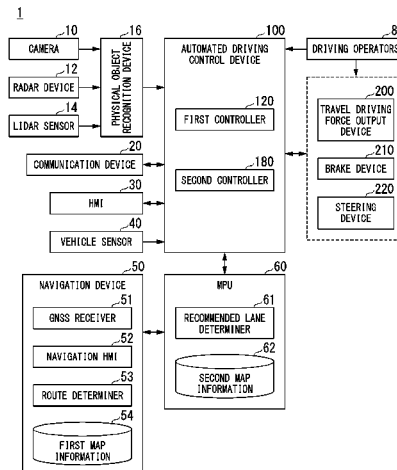 1
10
CAMERA
12
RADAR DEVICE
14
LIDAR SENSOR
16
PHYSICAL OBJECT
RECOGNITION DEVICE
20
COMMUNICATION DEVICE
30
HMI
40
VEHICLE SENSOR
100
AUTOMATED DRIVING
CONTROL DEVICE
120
FIRST CONTROLLER
180
SECOND CONTROLLER
DRIVING OPERATORS
200
TRAVEL DRIVING
FORCE OUTPUT
DEVICE
210
BRAKE DEVICE
220
STEERING
DEVICE
50
NAVIGATION DEVICE
51
GNSS RECEIVER
52
NAVIGATION HMI
53
ROUTE DETERMINER
54
FIRST MAP
INFORMATION
60
MPU
61
RECOMMENDED LANE
DETERMINER
62
SECOND MAP
INFORMATION